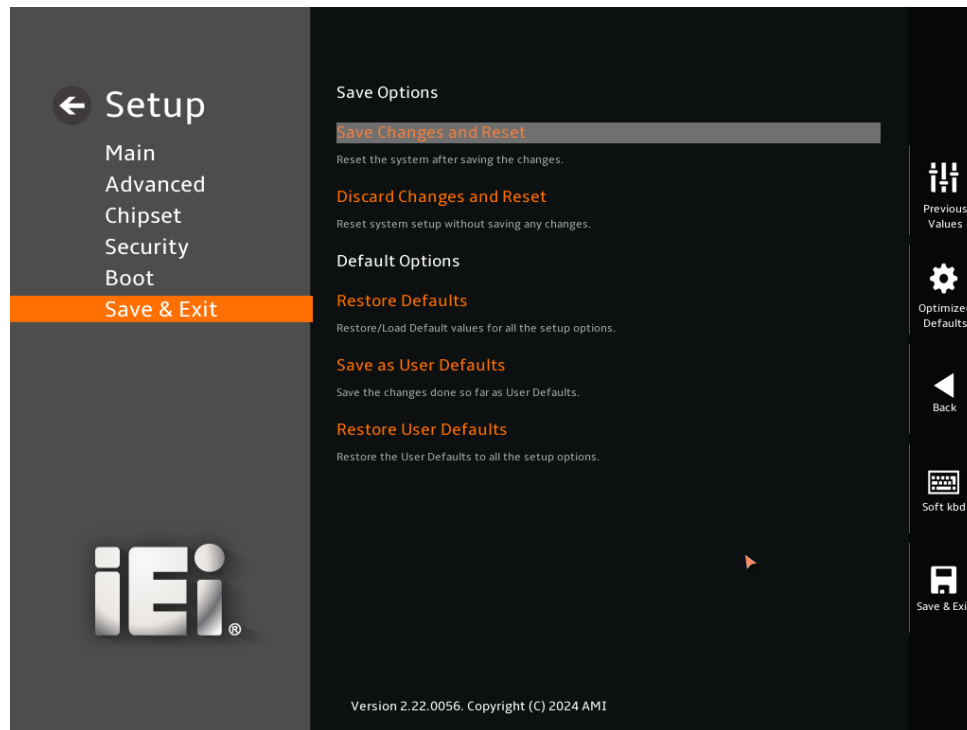 Setup
Main
Advanced
Chipset
Security
Boot
Save & Exit
iEi
®
Save Options
Save Changes and Reset
Reset the system after saving the changes.
Discard Changes and Reset
Reset system setup without saving any changes.
Default Options
Restore Defaults
Restore/Load Default values for all the setup options.
Save as User Defaults
Save the changes done so far as User Defaults.
Restore User Defaults
Restore the User Defaults to all the setup options.
Version 2.22.0056. Copyright (C) 2024 AMI
Previous
Values
Optimized
Defaults
Back
Soft kbd
Save & Exi